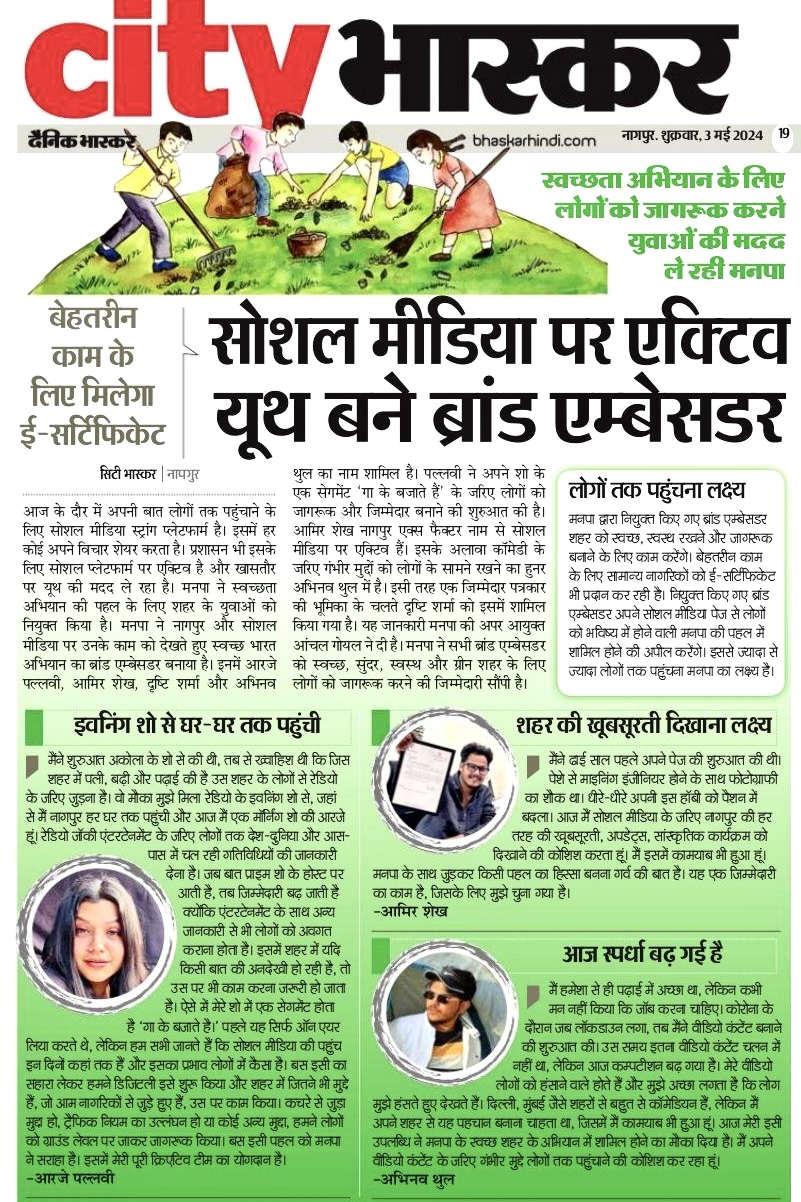 city भास्कर
दैनिक भास्कर
bhaskarhindi.com
नागपुर. शुक्रवार, 3 मई 2024
19
स्वच्छता अभियान के लिए
लोगों को जागरूक करने
युवाओं की मदद
ले रही मनपा
बेहतरीन
काम के
लिए मिलेगा
ई-सर्टिफिकेट
सोशल मीडिया पर एक्टिव
यूथ बने ब्रांड एम्बेसडर
सिटी भास्कर | नापगुर
आज के दौर में अपनी बात लोगों तक पहुंचाने के
लिए सोशल मीडिया स्ट्रांग प्लेटफार्म है। इसमें हर
कोई अपने विचार शेयर करता है। प्रशासन भी इसके
लिए सोशल प्लेटफार्म पर एक्टिव है और खासतौर
पर यूथ की मदद ले रहा है। मनपा ने स्वच्छता
अभियान की पहल के लिए शहर के युवाओं को
नियुक्त किया है। मनपा ने नागपुर और सोशल
मीडिया पर उनके काम को देखते हुए स्वच्छ भारत
अभियान का ब्रांड एम्बेसडर बनाया है। इनमें आरजे
पल्लवी, आमिर शेख, दृष्टि शर्मा और अभिनव
थुल का नाम शामिल है। पल्लवी ने अपने शो के
एक सेगमेंट ‘गा के बजाते हैं’ के जरिए लोगों को
जागरूक और जिम्मेदार बनाने की शुरुआत की है।
आमिर शेख नागपुर एक्स फैक्टर नाम से सोशल
मीडिया पर एक्टिव हैं। इसके अलावा कॉमेडी के
जरिए गंभीर मुद्दों को लोगों के सामने रखने का हुनर
अभिनव थुल में है। इसी तरह एक जिम्मेदार पत्रकार
की भूमिका के चलते दृष्टि शर्मा को इसमें शामिल
किया गया है। यह जानकारी मनपा की अपर आयुक्त
आंचल गोयल ने दी है। मनपा ने सभी ब्रांड एम्बेसडर
को स्वच्छ, सुंदर, स्वस्थ और ग्रीन शहर के लिए
लोगों को जागरूक करने की जिम्मेदारी सौंपी है।
लोगों तक पहुंचना लक्ष्य
मनपा द्वारा नियुक्त किए गए ब्रांड एम्बेसडर
शहर को स्वच्छ, स्वस्थ रखने और जागरूक
बनाने के लिए काम करेंगे। बेहतरीन काम
के लिए सामान्य नागरिकों को ई-सर्टिफिकेट
भी प्रदान कर रही है। नियुक्त किए गए ब्रांड
एम्बेसडर अपने सोशल मीडिया पेज से लोगों
को भविष्य में होने वाली मनपा की पहल में
शामिल होने की अपील करेंगे। इससे ज्यादा से
ज्यादा लोगों तक पहुंचना मनपा का लक्ष्य है।
इवनिंग शो से घर-घर तक पहुंची
मैंने शुरुआत अकोला के शो से की थी, तब से ख्वाहिश थी कि जिस
शहर में पली, बढ़ी और पढ़ाई की है उस शहर के लोगों से रेडियो
के जरिए जुड़ना है। वो मौका मुझे मिला रेडियो के इवनिंग शो से, जहां
से मैं नागपुर हर घर तक पहुंची और आज मैं एक मॉर्निंग शो की आरजे
हूं। रेडियो जॉकी एंटरटेनमेंट के जरिए लोगों तक देश-दुनिया और आस-
पास में चल रही गतिविधियों की जानकारी
देना है। जब बात प्राइम शो के होस्ट पर
आती है, तब जिम्मेदारी बढ़ जाती है
क्योंकि एंटरटेनमेंट के साथ अन्य
जानकारी से भी लोगों को अवगत
कराना होता है। इसमें शहर में यदि
किसी बात की अनदेखी हो रही है, तो
उस पर भी काम करना जरूरी हो जाता
है। ऐसे में मेरे शो में एक सेगमेंट होता
है ‘गा के बजाते है।’ पहले यह सिर्फ ऑन एयर
लिया करते थे, लेकिन हम सभी जानते हैं कि सोशल मीडिया की पहुंच
इन दिनों कहां तक हैं और इसका प्रभाव लोगों में कैसा है। बस इसी का
सहारा लेकर हमने डिजिटली इसे शुरू किया और शहर में जितने भी मुद्दे
हैं, जो आम नागरिकों से जुड़े हुए हैं, उस पर काम किया। कचरे से जुड़ा
मुद्दा हो, ट्रैफिक नियम का उल्लंघन हो या कोई अन्य मुद्दा, हमने लोगों
को ग्राउंड लेवल पर जाकर जागरूक किया। बस इसी पहल को मनपा
ने सराहा है। इसमें मेरी पूरी क्रिएटिव टीम का योगदान है।
-आरजे पल्लवी
शहर की खूबसूरती दिखाना लक्ष्य
मैंने ढाई साल पहले अपने पेज की शुरुआत की थी।
पेशे से माइनिंग इंजीनियर होने के साथ फोटोग्राफी
का शौक था। धीरे-धीरे अपनी इस हॉबी को पैशन में
बदला। आज मैं सोशल मीडिया के जरिए नागपुर की हर
तरह की खूबसूरती, अपडेट्स, सांस्कृतिक कार्यक्रम को
दिखाने की कोशिश करता हूं। मैं इसमें कामयाब भी हुआ हूं।
मनपा के साथ जुड़कर किसी पहल का हिस्सा बनना गर्व की बात है। यह एक जिम्मेदारी
का काम है, जिसके लिए मुझे चुना गया है।
-आमिर शेख
आज स्पर्धा बढ़ गई है
मैं हमेशा से ही पढ़ाई में अच्छा था, लेकिन कभी
मन नहीं किया कि जॉब करना चाहिए। कोरोना के
दौरान जब लॉकडाउन लगा, तब मैंने वीडियो कंटेंट बनाने
की शुरुआत की। उस समय इतना वीडियो कंटेंट चलन में
नहीं था, लेकिन आज कम्पटीशन बढ़ गया है। मेरे वीडियो
लोगों को हंसाने वाले होते हैं और मुझे अच्छा लगता है कि लोग
मुझे हंसते हुए देखते हैं। दिल्ली, मुंबई जैसे शहरों से बहुत से कॉमेडियन हैं, लेकिन मैं
अपने शहर से यह पहचान बनाना चाहता था, जिसमें मैं कामयाब भी हुआ हूं। आज मेरी इसी
उपलब्धि ने मनपा के स्वच्छ शहर के अभियान में शामिल होने का मौका दिया है। मैं अपने
वीडियो कंटेंट के जरिए गंभीर मुद्दे लोगों तक पहुंचाने की कोशिश कर रहा हूं।
-अभिनव थुल